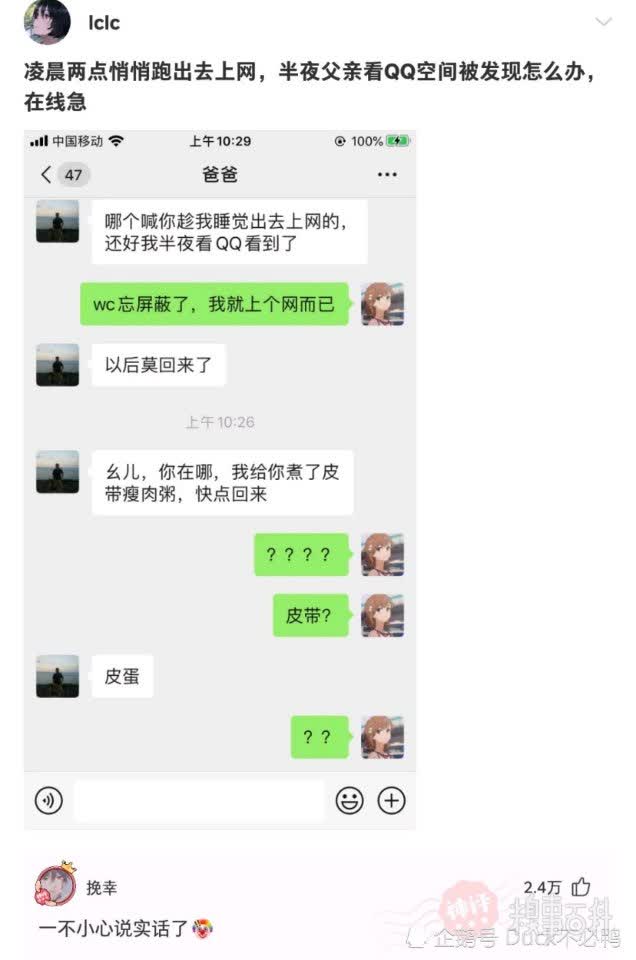 lclc
凌晨两点悄悄跑出去上网，半夜父亲看QQ空间被发现怎么办，
在线急
中国移动
上午10:29
100%
47
爸爸
哪个喊你趁我睡觉出去上网的，
还好我半夜看QQ看到了
wc忘屏蔽了，我就上个网而已
以后莫回来了
上午10:26
幺儿，你在哪，我给你煮了皮
带瘦肉粥，快点回来
？？？？
皮带?
皮蛋
？？
挽幸
2.4万
一不小心说实话了
神评
企鹅号 Duck不必鸭